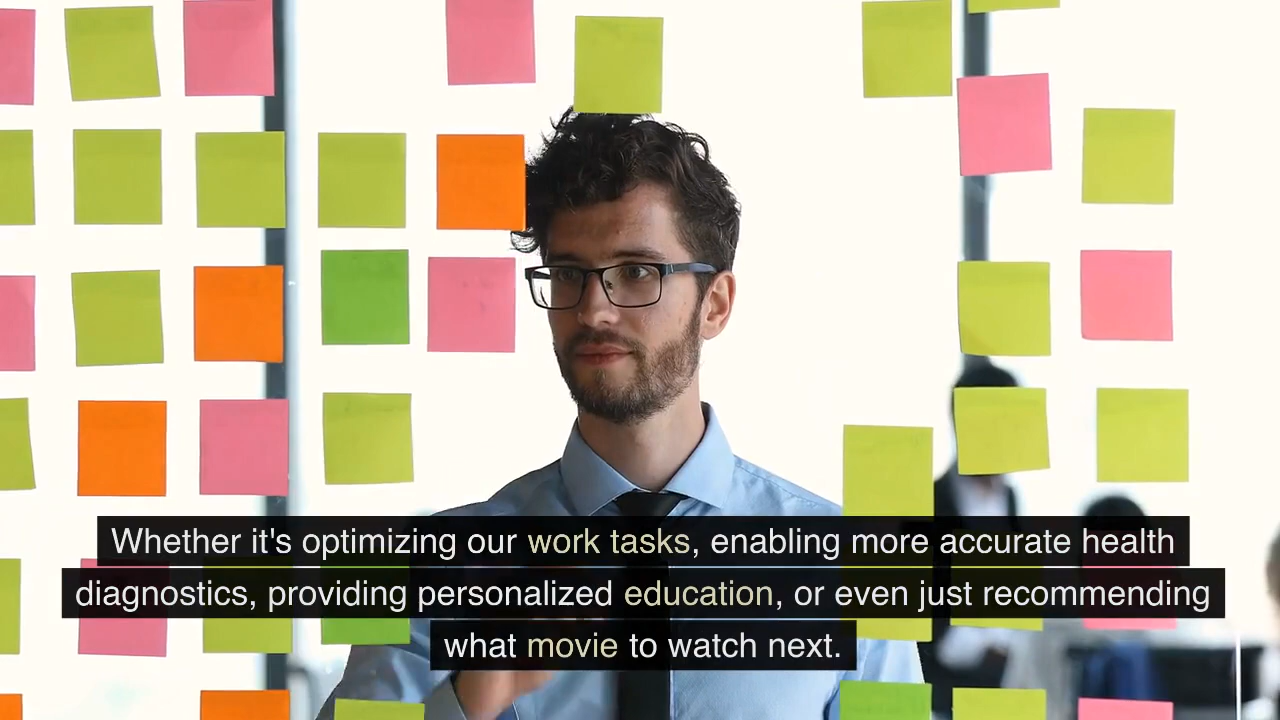 Whether it's optimizing our work tasks, enabling more accurate health
diagnostics, providing personalized education, or even just recommending
what movie to watch next.